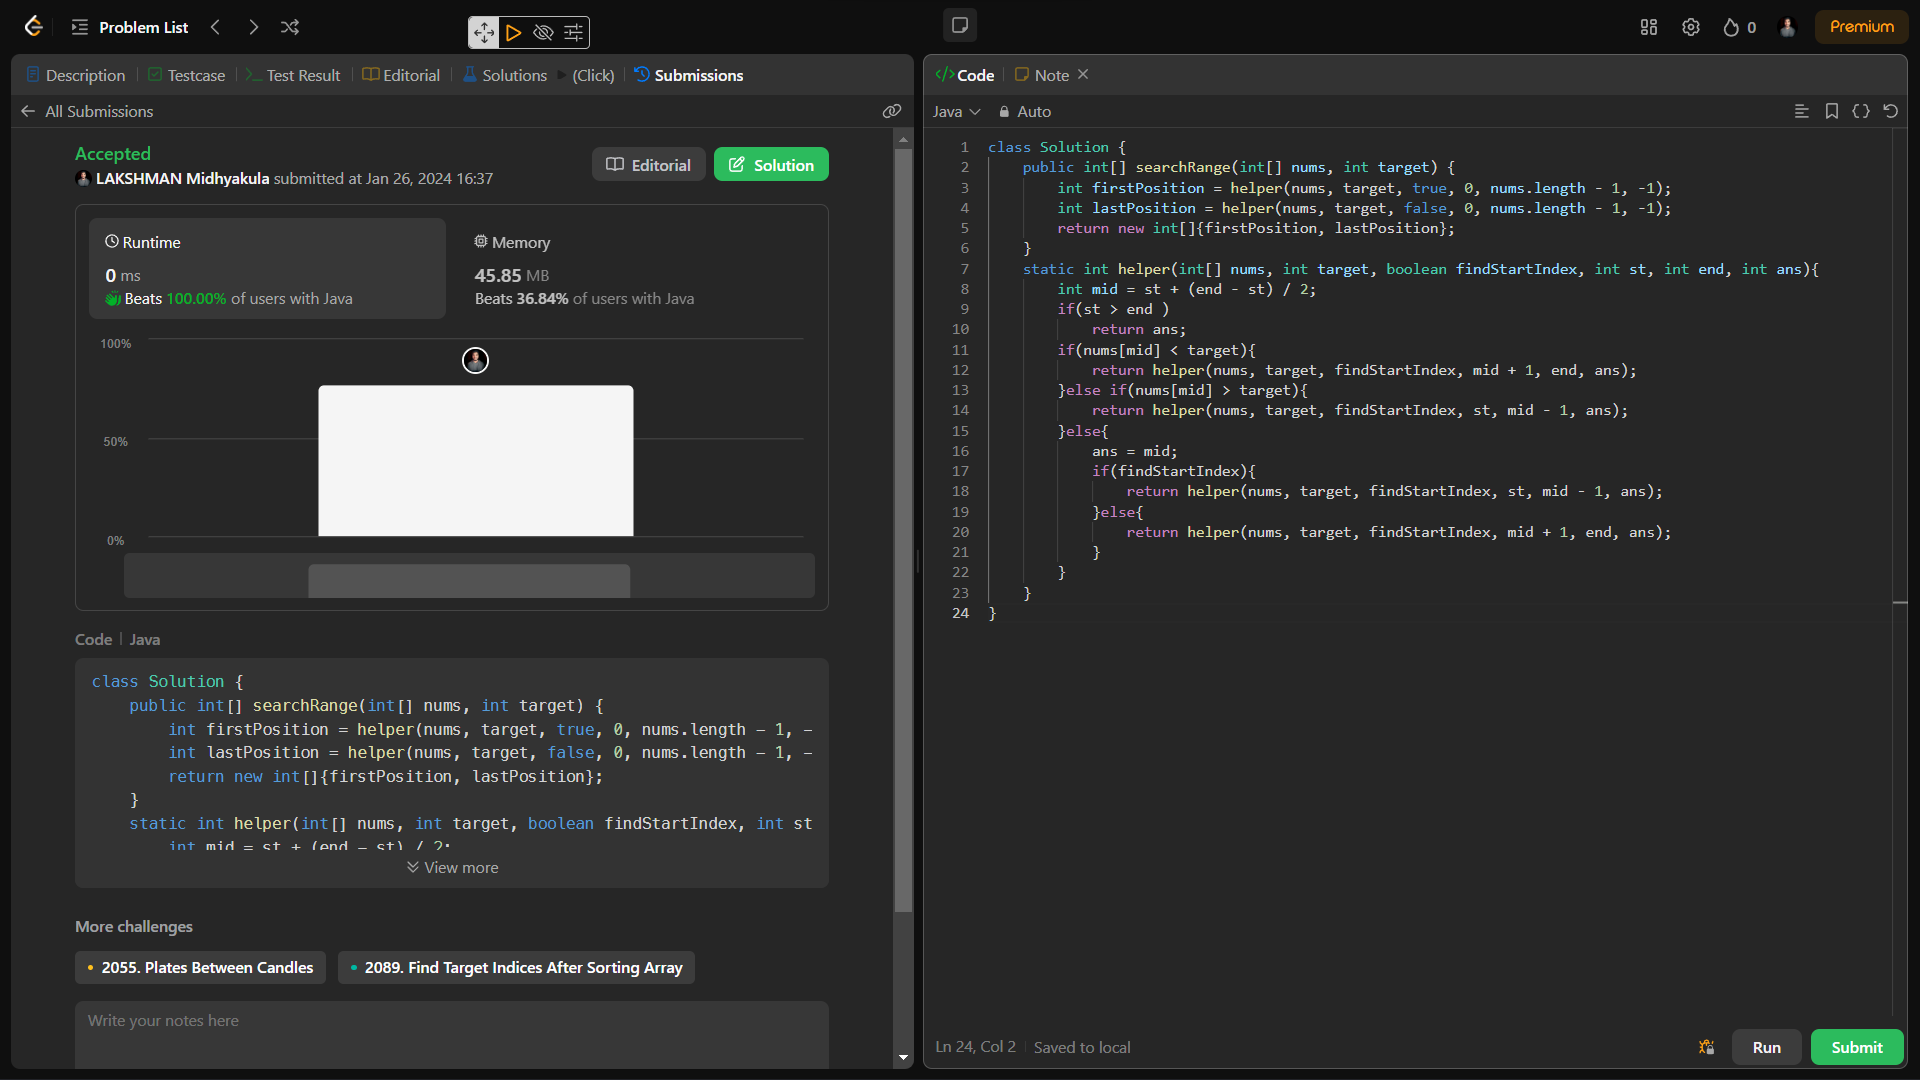 Problem List
0
Premium
Description
Testcase
Test Result
Editorial
Solutions
(Click)
Submissions
All Submissions
Accepted
LAKSHMAN Midhyakula submitted at Jan 26, 2024 16:37
Editorial
Solution
Runtime
0 ms
Beats 100.00% of users with Java
Memory
45.85 MB
Beats 36.84% of users with Java
100%
50%
0%
Code | Java
class Solution {
public int[] searchRange(int[] nums, int target) {
int firstPosition = helper(nums, target, true, 0, nums.length - 1, -
int lastPosition = helper(nums, target, false, 0, nums.length - 1, -
return new int[]{firstPosition, lastPosition};
}
static int helper(int[] nums, int target, boolean findStartIndex, int st
int mid = st + (end - st) / 2;
View more
More challenges
• 2055. Plates Between Candles
• 2089. Find Target Indices After Sorting Array
Write your notes here
</> Code
Note
Java
Auto
1 class Solution {
2 public int[] searchRange(int[] nums, int target) {
3 int firstPosition = helper(nums, target, true, 0, nums.length - 1, -1);
4 int lastPosition = helper(nums, target, false, 0, nums.length - 1, -1);
5 return new int[]{firstPosition, lastPosition};
6 }
7 static int helper(int[] nums, int target, boolean findStartIndex, int st, int end, int ans){
8 int mid = st + (end - st) / 2;
9 if(st > end )
10 return ans;
11 if(nums[mid] < target){
12 return helper(nums, target, findStartIndex, mid + 1, end, ans);
13 }else if(nums[mid] > target){
14 return helper(nums, target, findStartIndex, st, mid - 1, ans);
15 }else{
16 ans = mid;
17 if(findStartIndex){
18 return helper(nums, target, findStartIndex, st, mid - 1, ans);
19 }else{
20 return helper(nums, target, findStartIndex, mid + 1, end, ans);
21 }
22 }
23 }
24 }
Ln 24, Col 2
Saved to local
Run
Submit